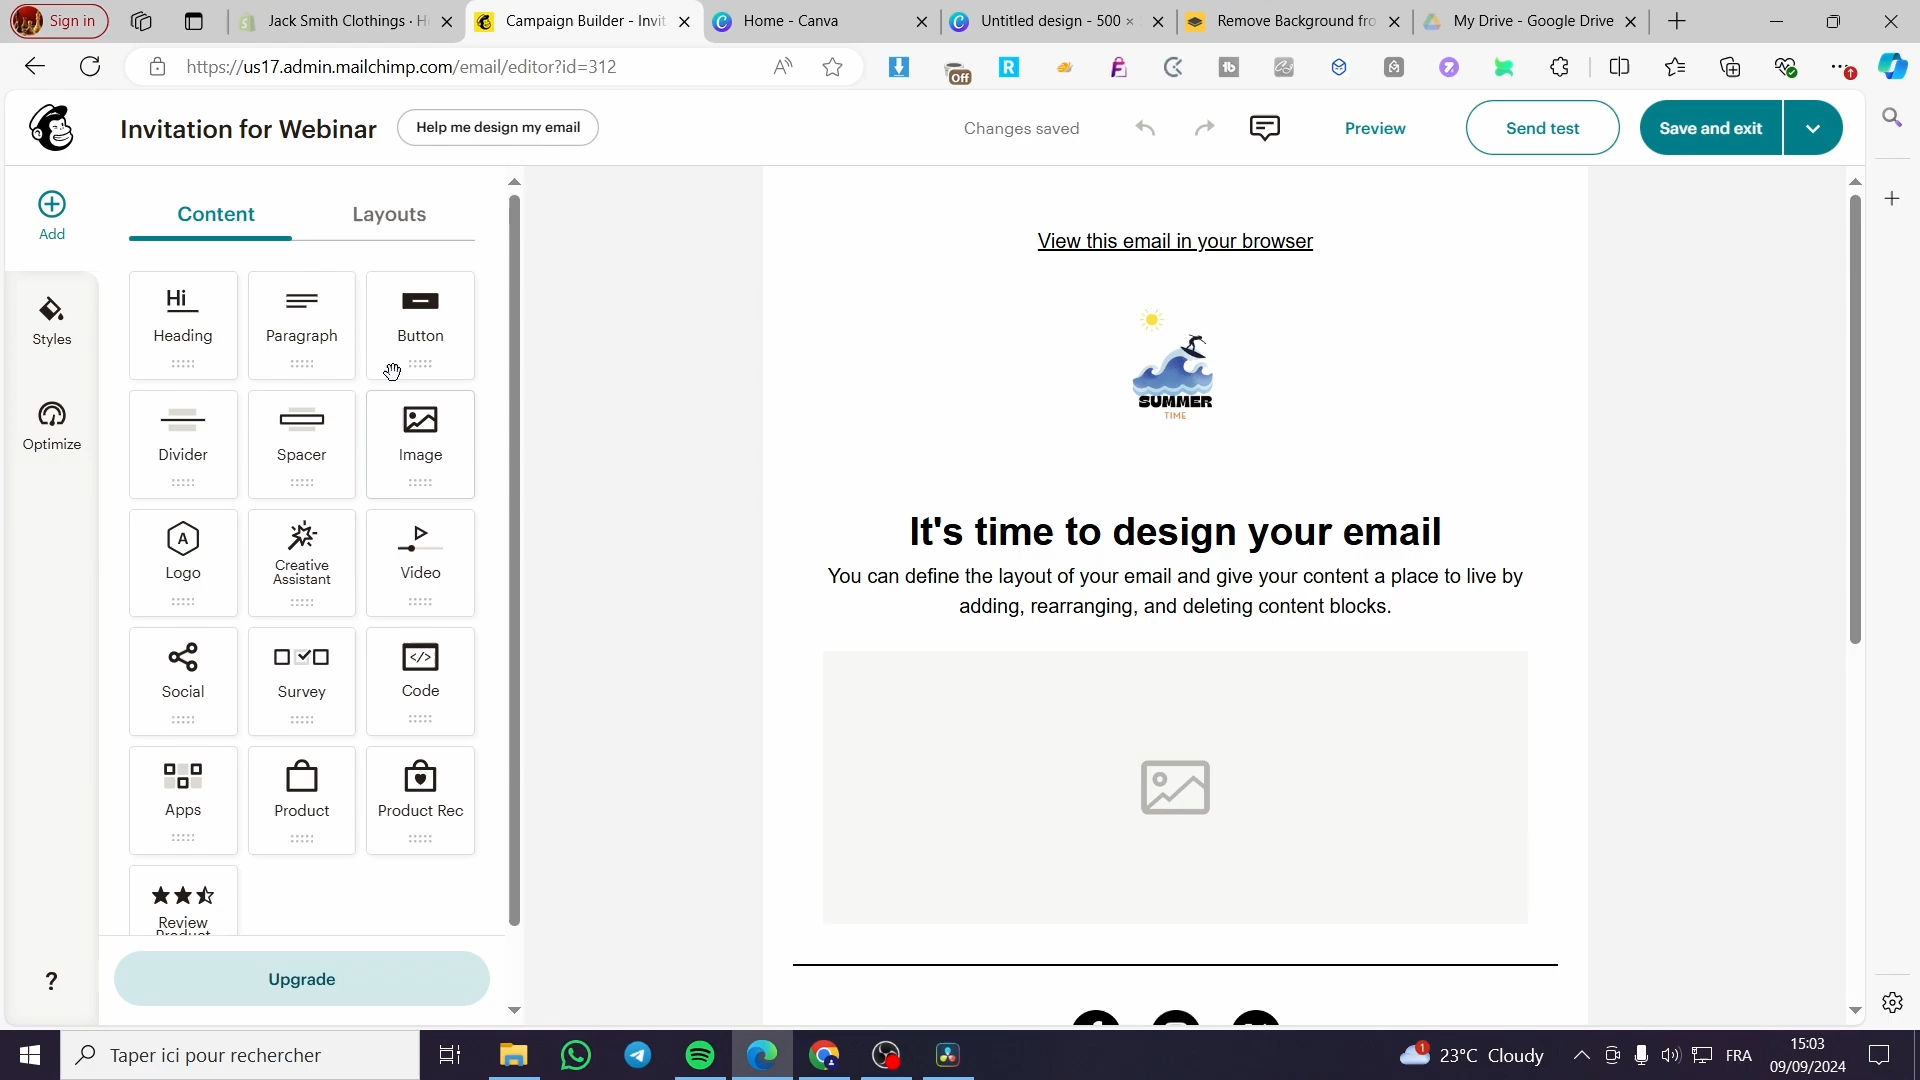 Sign in
Jack Smith Clothings · H
Campaign Builder - Invit
Home - Canva
Untitled design - 500 ×
Remove Background fro
My Drive - Google Drive
https://us17.admin.mailchimp.com/email/editor?id=312
Off
Invitation for Webinar
Help me design my email
Changes saved
Preview
Send test
Save and exit
Add
Styles
Optimize
Content
Layouts
Hi
Heading
Paragraph
Button
Divider
Spacer
Image
A
Logo
Creative
Assistant
Video
Social
Survey
</>
Code
Apps
Product
Product Rec
Review
Product
Upgrade
?
View this email in your browser
SUMMER
TIME
It's time to design your email
You can define the layout of your email and give your content a place to live by
adding, rearranging, and deleting content blocks.
Taper ici pour rechercher
1
23°C Cloudy
FRA
15:03
09/09/2024